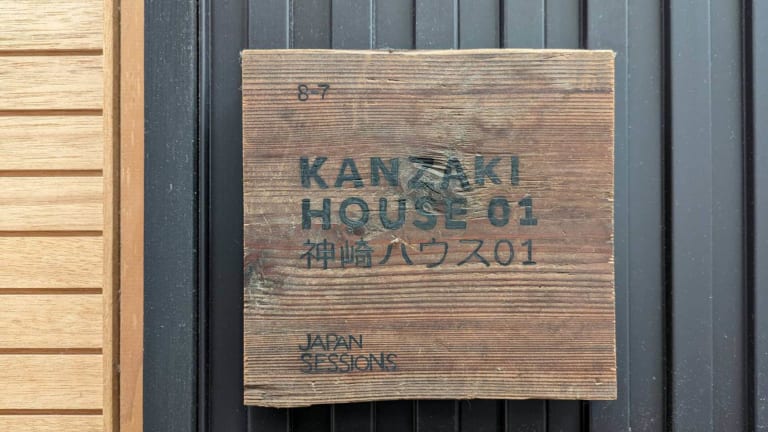 8-7
KANZAKI
HOUSE 01
神崎ハウス01
JAPAN
SESSIONS